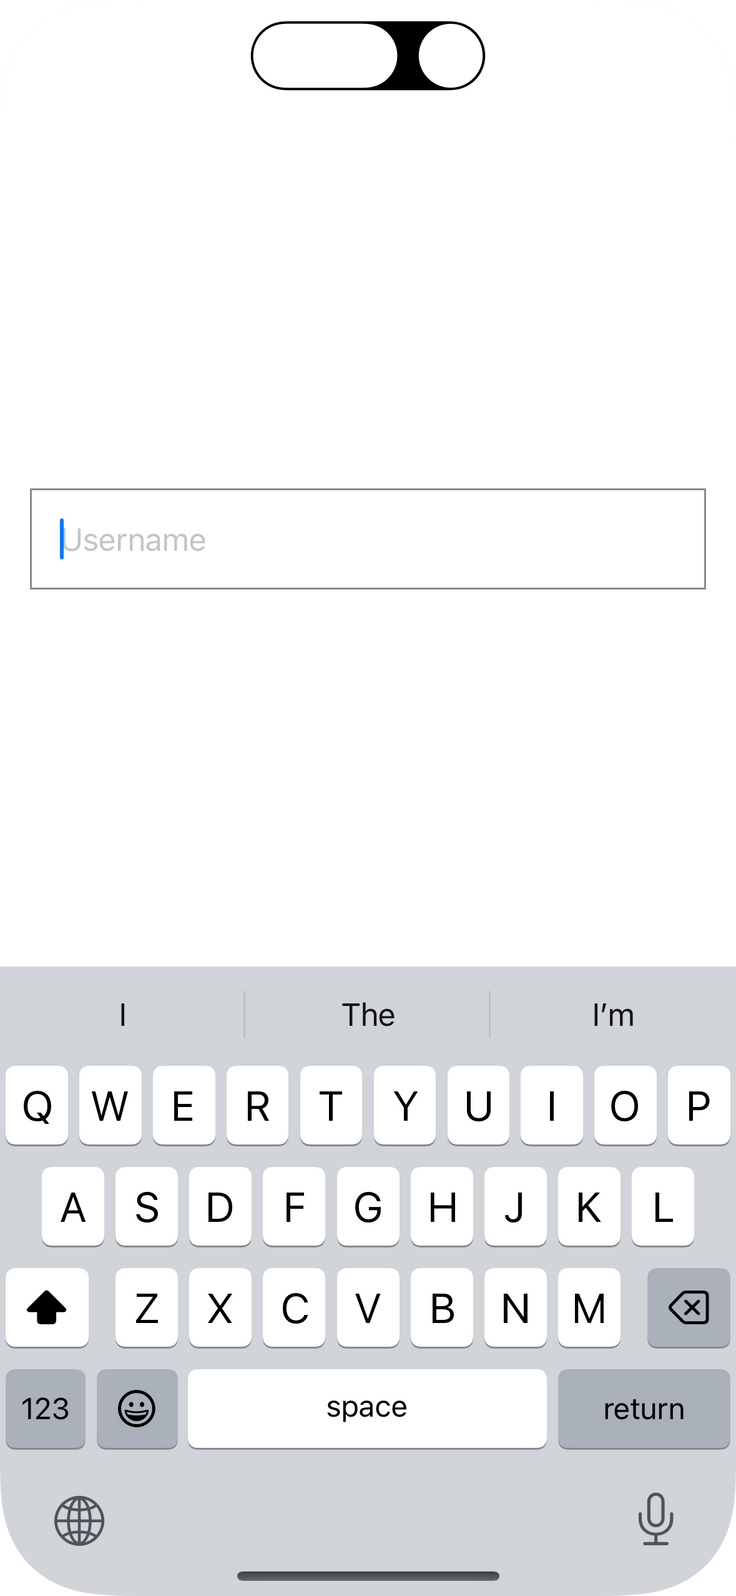 Username
I The I’m
Q W E R T Y U I O P
A S D F G H J K L
Z X C V B N M
123 space return